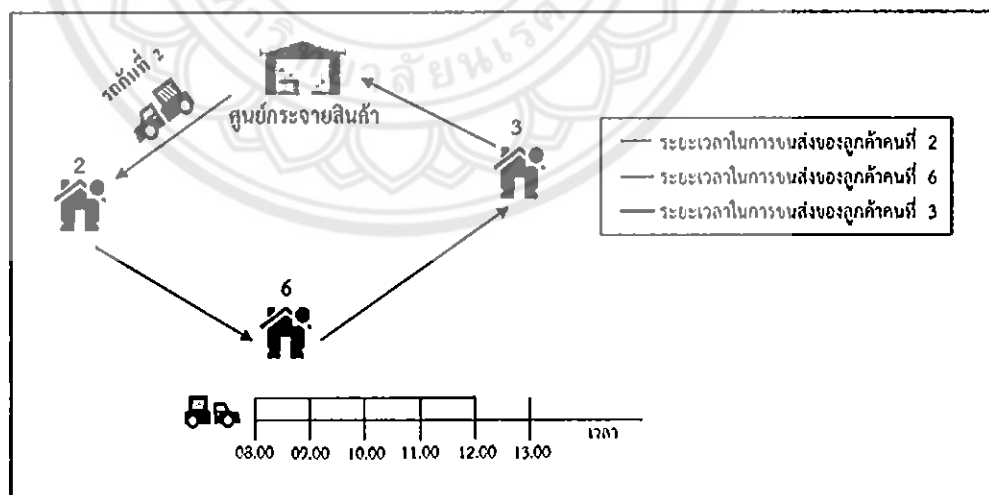 รถคันที่ 2
ศูนย์กระจายสินค้า
2
3
6
ระยะเวลาในการขนส่งของลูกค้าคนที่ 2
ระยะเวลาในการขนส่งของลูกค้าคนที่ 6
ระยะเวลาในการขนส่งของลูกค้าคนที่ 3
เวลา
08.00 09.00 10.00 11.00 12.00 13.00